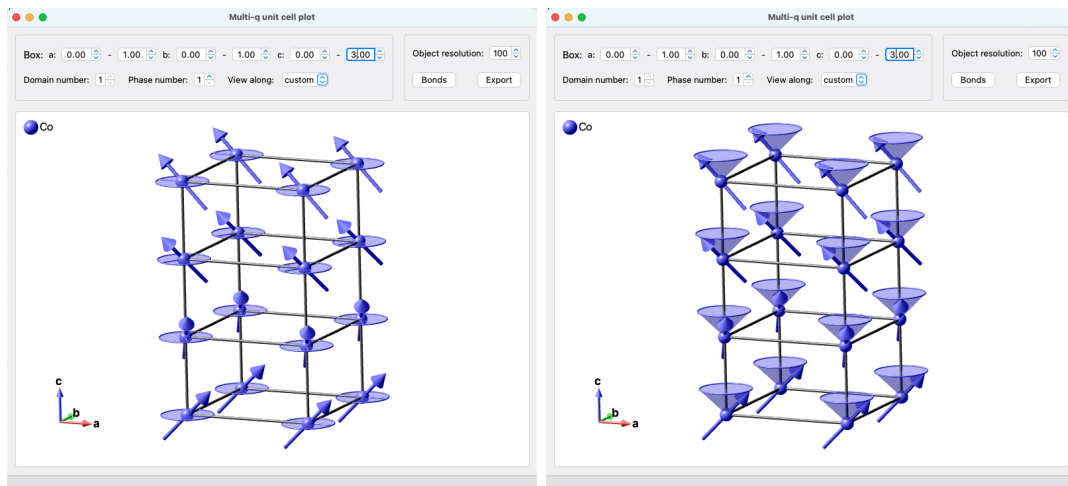 Multi-q unit cell plot
Box: a: 0.00 - 1.00 b: 0.00 - 1.00 c: 0.00 - 3.00
Object resolution: 100
Domain number: 1 Phase number: 1 View along: custom
Bonds Export
Co
c
b
a
Multi-q unit cell plot
Box: a: 0.00 - 1.00 b: 0.00 - 1.00 c: 0.00 - 3.00
Object resolution: 100
Domain number: 1 Phase number: 1 View along: custom
Bonds Export
Co
c
b
a